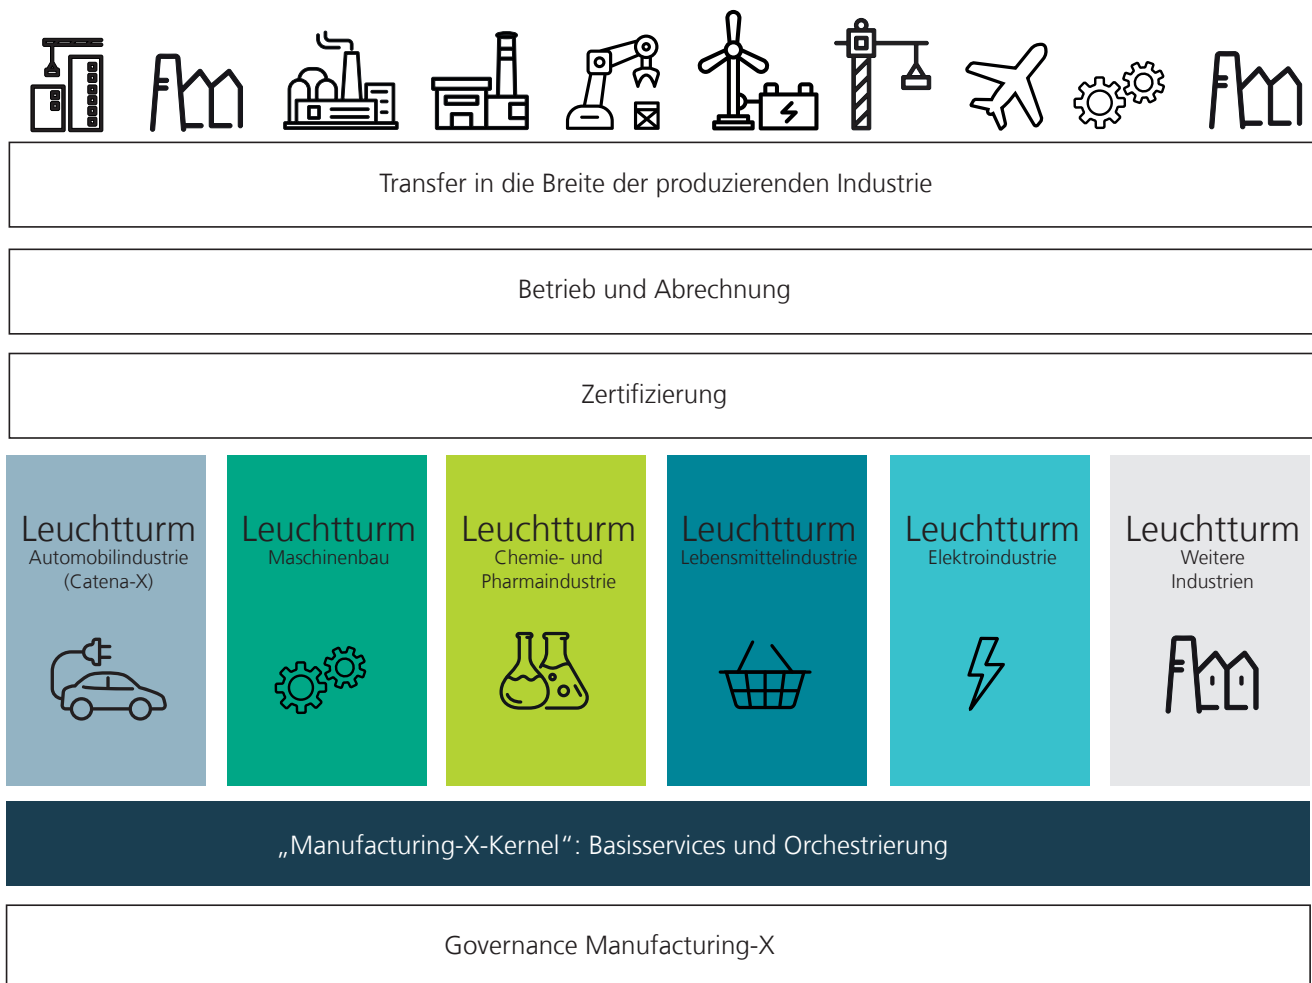 Transfer in die Breite der produzierenden Industrie
Betrieb und Abrechnung
Zertifizierung
Leuchtturm
Automobilindustrie
(Catena-X)
Leuchtturm
Maschinenbau
Leuchtturm
Chemie- und
Pharmaindustrie
Leuchtturm
Lebensmittelindustrie
Leuchtturm
Elektroindustrie
Leuchtturm
Weitere
Industrien
„Manufacturing-X-Kernel“: Basisservices und Orchestrierung
Governance Manufacturing-X